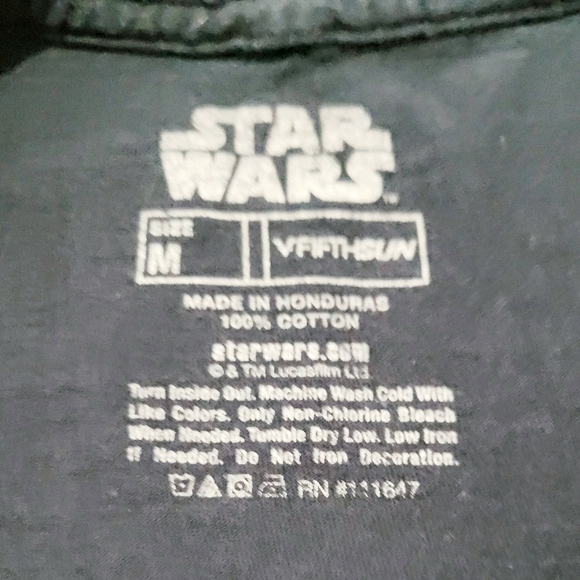 STAR
WARS™
SIZE
M
V FIFTHSUN
MADE IN HONDURAS
100% COTTON
starwars.com
© & TM Lucasfilm Ltd.
Turn Inside Out. Machine Wash Cold With
Like Colors. Only Non-Chlorine Bleach
When Needed. Tumble Dry Low. Low Iron
If Needed. Do Not Iron Decoration.
RN #111647